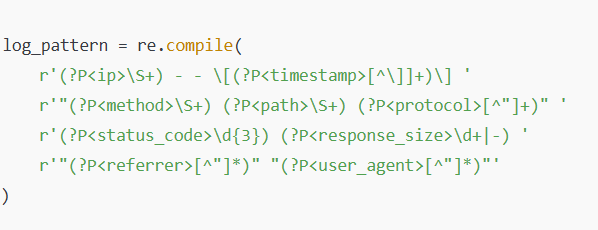 log_pattern = re.compile(
    r'(?P<ip>\S+) - - \[(?P<timestamp>[^\]]+)\] '
    r'"(?P<method>\S+) (?P<path>\S+) (?P<protocol>[^"]+)" '
    r'(?P<status_code>\d{3}) (?P<response_size>\d+|-) '
    r'"(?P<referrer>[^"]*)" "(?P<user_agent>[^"]*)"'
)